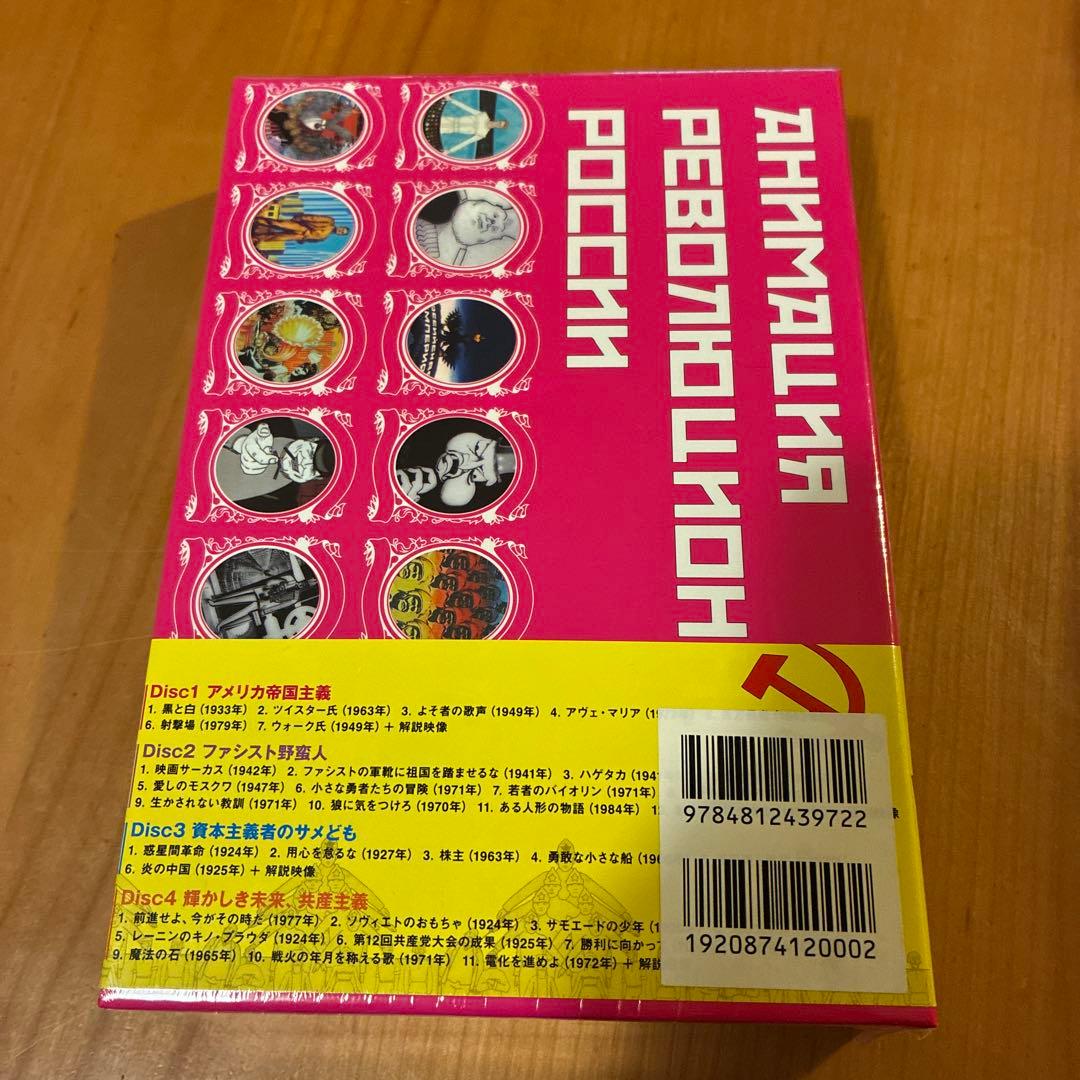 АНИМАЦИЯ
РЕВОЛЮЦИОН
РОССИИ
Disc1 アメリカ帝国主義
1. 黒と白（1933年） 2. ツイスター氏（1963年） 3. よそ者の歌声（1949年） 4. アヴェ・マリア（
6. 射撃場（1979年） 7. ウォーク氏（1949年）＋ 解説映像
Disc2 ファシスト野蛮人
1. 映画サーカス（1942年） 2. ファシストの軍靴に祖国を踏ませるな（1941年） 3. ハゲタカ（1941
5. 愛しのモスクワ（1947年） 6. 小さな勇者たちの冒険（1971年） 7. 若者のバイオリン（1971年）
9. 生かされない教訓（1971年） 10. 狼に気をつけろ（1970年） 11. ある人形の物語（1984年）
Disc3 資本主義者のサメども
1. 惑星間革命（1924年） 2. 用心を怠るな（1927年） 3. 株主（1963年） 4. 勇敢な小さな船（196
6. 炎の中国（1925年）＋ 解説映像
Disc4 輝かしき未来、共産主義
1. 前進せよ、今がその時だ（1977年） 2. ソヴィエトのおもちゃ（1924年） 3. サモエードの少年（1
5. レーニンのキノ・プラウダ（1924年） 6. 第12回共産党大会の成果（1925年） 7. 勝利に向かっ
9. 魔法の石（1965年） 10. 戦火の年月を称える歌（1971年） 11. 電化を進めよ（1972年）＋ 解説
9784812439722
1920874120002